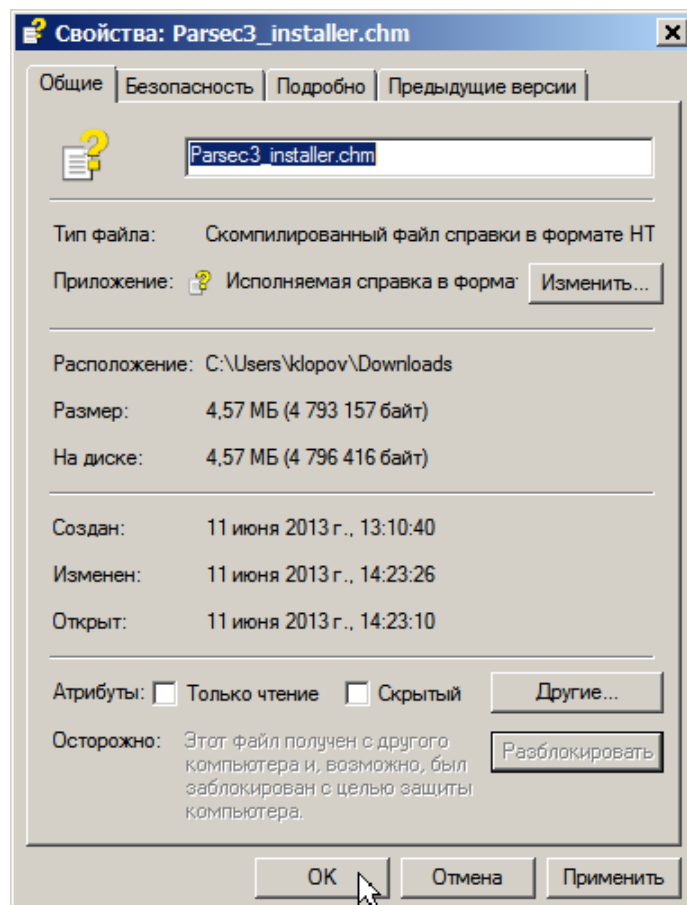 Свойства: Parsec3_installer.chm
Общие Безопасность Подробно Предыдущие версии
Parsec3_installer.chm
Тип файла: Скомпилированный файл справки в формате HT
Приложение: Исполняемая справка в форма Изменить...
Расположение: C:\Users\klopov\Downloads
Размер: 4,57 МБ (4 793 157 байт)
На диске: 4,57 МБ (4 796 416 байт)
Создан: 11 июня 2013 г., 13:10:40
Изменен: 11 июня 2013 г., 14:23:26
Открыт: 11 июня 2013 г., 14:23:10
Атрибуты: Только чтение Скрытый Другие...
Осторожно: Этот файл получен с другого Разблокировать
компьютера и, возможно, был
заблокирован с целью защиты
компьютера.
OK Отмена Применить